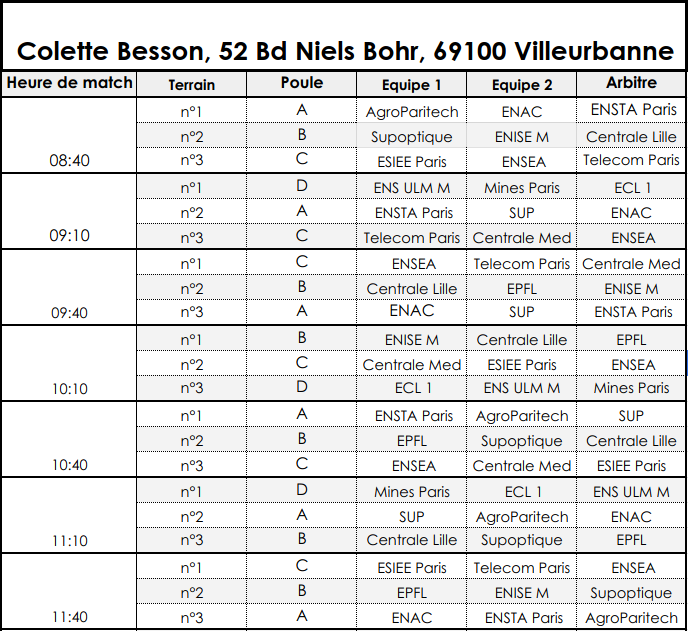 Colette Besson, 52 Bd Niels Bohr, 69100 Villeurbanne
Heure de match Terrain Poule Equipe 1 Equipe 2 Arbitre
n°1 A AgroParitech ENAC ENSTA Paris
n°2 B Supoptique ENISE M Centrale Lille
08:40 n°3 C ESIEE Paris ENSEA Telecom Paris
n°1 D ENS ULM M Mines Paris ECL 1
n°2 A ENSTA Paris SUP ENAC
09:10 n°3 C Telecom Paris Centrale Med ENSEA
n°1 C ENSEA Telecom Paris Centrale Med
n°2 B Centrale Lille EPFL ENISE M
09:40 n°3 A ENAC SUP ENSTA Paris
n°1 B ENISE M Centrale Lille EPFL
n°2 C Centrale Med ESIEE Paris ENSEA
10:10 n°3 D ECL 1 ENS ULM M Mines Paris
n°1 A ENSTA Paris AgroParitech SUP
n°2 B EPFL Supoptique Centrale Lille
10:40 n°3 C ENSEA Centrale Med ESIEE Paris
n°1 D Mines Paris ECL 1 ENS ULM M
n°2 A SUP AgroParitech ENAC
11:10 n°3 B Centrale Lille Supoptique EPFL
n°1 C ESIEE Paris Telecom Paris ENSEA
n°2 B EPFL ENISE M Supoptique
11:40 n°3 A ENAC ENSTA Paris AgroParitech